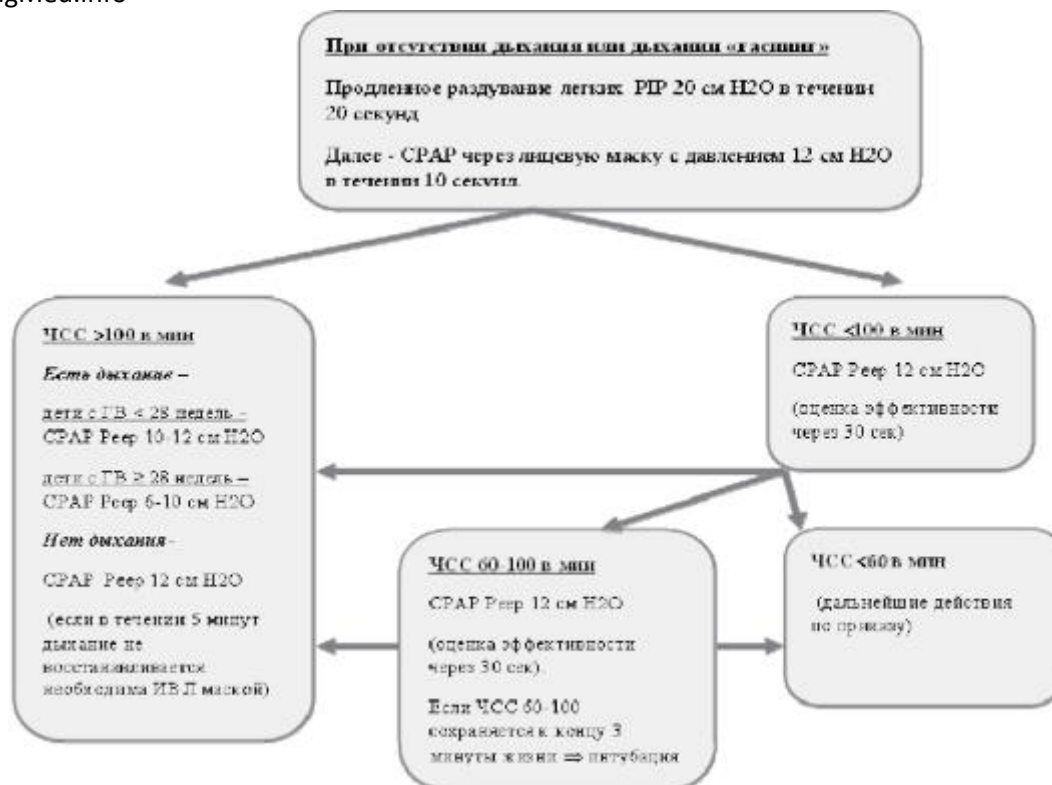 gMed.info
При отсутствии дыхания или дыхании «гаспинг»
Продленное раздувание легких PIP 20 см H2O в течении
20 секунд
Далее - CPAP через лицевую маску с давлением 12 см H2O
в течении 10 секунд.
ЧСС >100 в мин
Есть дыхание –
дети с ГВ < 28 недель –
CPAP Peep 10-12 см H2O
дети с ГВ ≥ 28 недель –
CPAP Peep 6-10 см H2O
Нет дыхания-
CPAP Peep 12 см H2O
(если в течении 5 минут
дыхание не
восстанавливается
необходима ИВЛ маской)
ЧСС <100 в мин
CPAP Peep 12 см H2O
(оценка эффективности
через 30 сек)
ЧСС 60-100 в мин
CPAP Peep 12 см H2O
(оценка эффективности
через 30 сек).
Если ЧСС 60-100
сохраняется к концу 3
минуты жизни ⇒ интубация
ЧСС <60 в мин
(дальнейшие действия
по приказу)